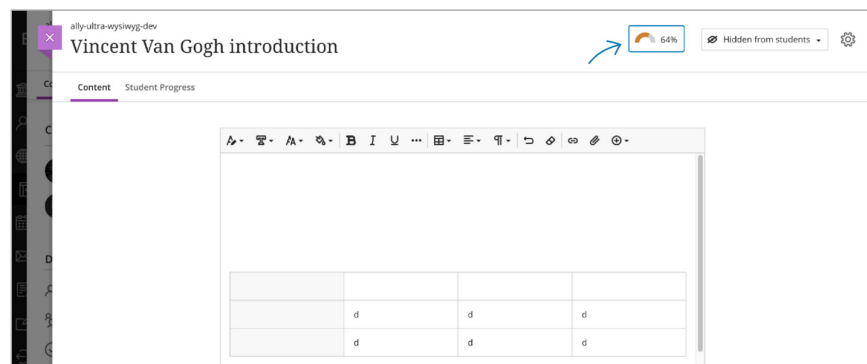 ally-ultra-wysiwyg-dev
Vincent Van Gogh introduction
64%
Hidden from students
Content Student Progress
B I U
d d d
d d d